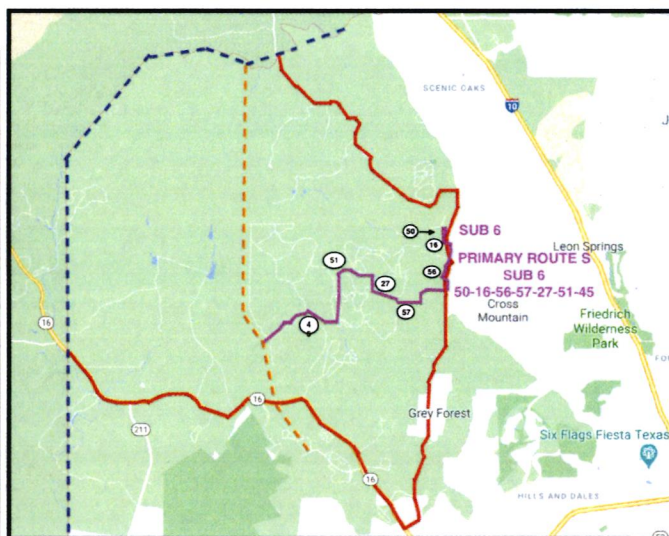 SCENIC OAKS
10
J
50
SUB 6
16
Leon Springs
PRIMARY ROUTE S
56
SUB 6
51
27
50-16-56-57-27-51-45
Cross
Mountain
57
4
Friedrich
Wilderness
Park
16
FO
16
Grey Forest
211
Six Flags Fiesta Texas
16
HILLS AND DALES